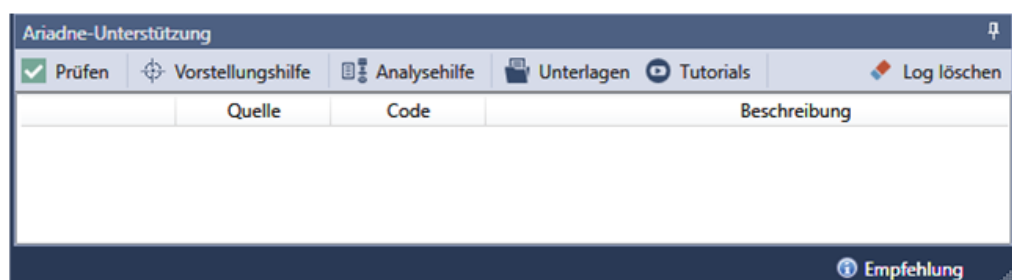 Ariadne-Unterstützung
Prüfen Vorstellungshilfe Analysehilfe Unterlagen Tutorials Log löschen
Quelle Code Beschreibung
Empfehlung